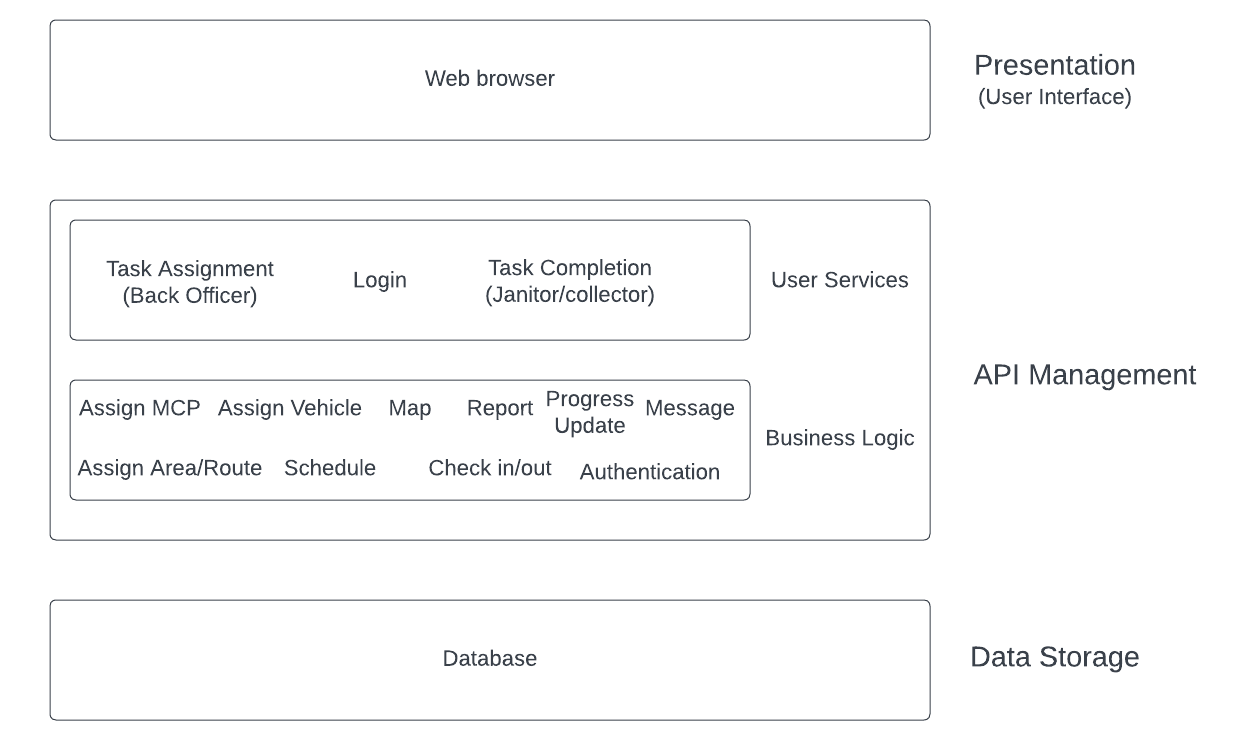 Web browser
Presentation
(User Interface)
Task Assignment
(Back Officer)
Login
Task Completion
(Janitor/collector)
User Services
API Management
Assign MCP
Assign Vehicle
Map
Report
Progress
Update
Message
Business Logic
Assign Area/Route
Schedule
Check in/out
Authentication
Database
Data Storage